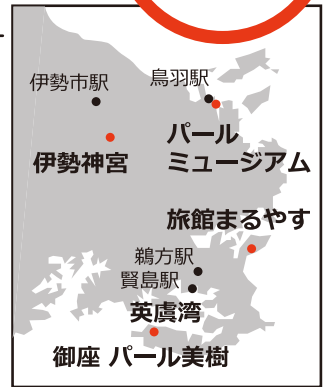 伊勢市駅
鳥羽駅
パール
ミュージアム
伊勢神宮
旅館まるやす
鵜方駅
賢島駅
英虞湾
御座 パール美樹